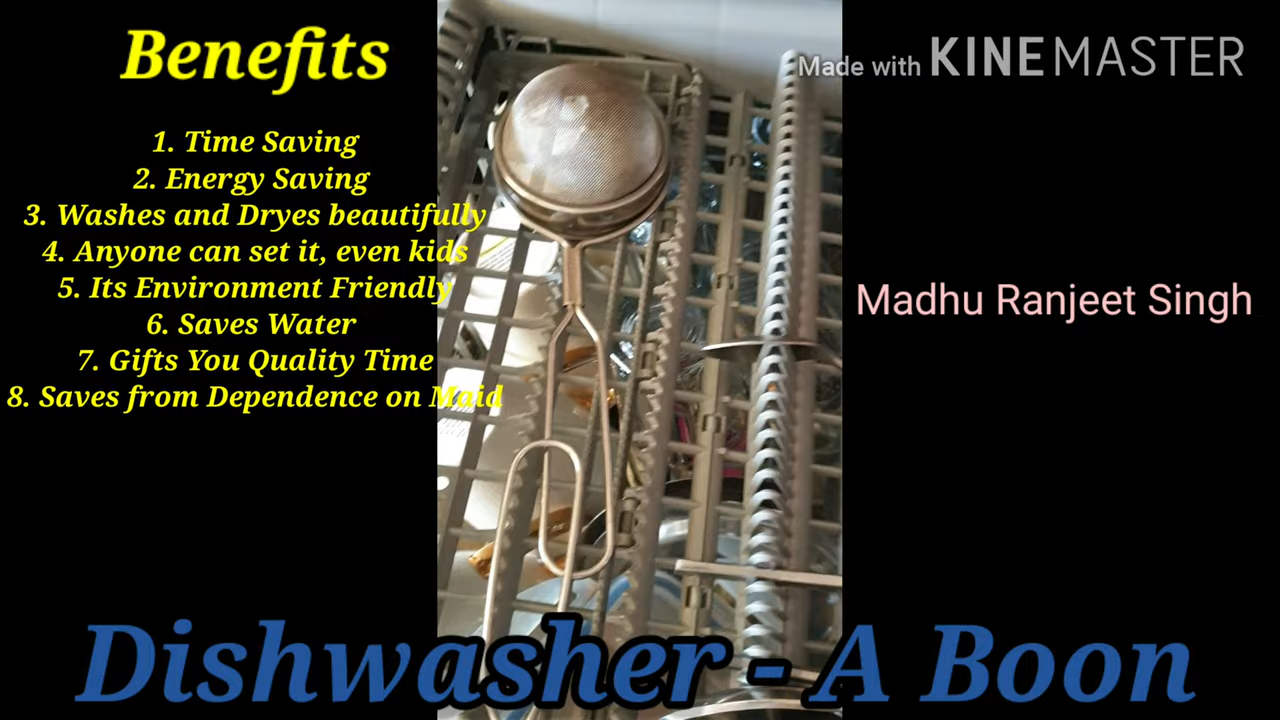 Benefits
Made with KINEMASTER
1. Time Saving
2. Energy Saving
3. Washes and Dryes beautifully
4. Anyone can set it, even kids
5. Its Environment Friendly
6. Saves Water
7. Gifts You Quality Time
8. Saves from Dependence on Maid
Madhu Ranjeet Singh
Dishwasher - A Boon